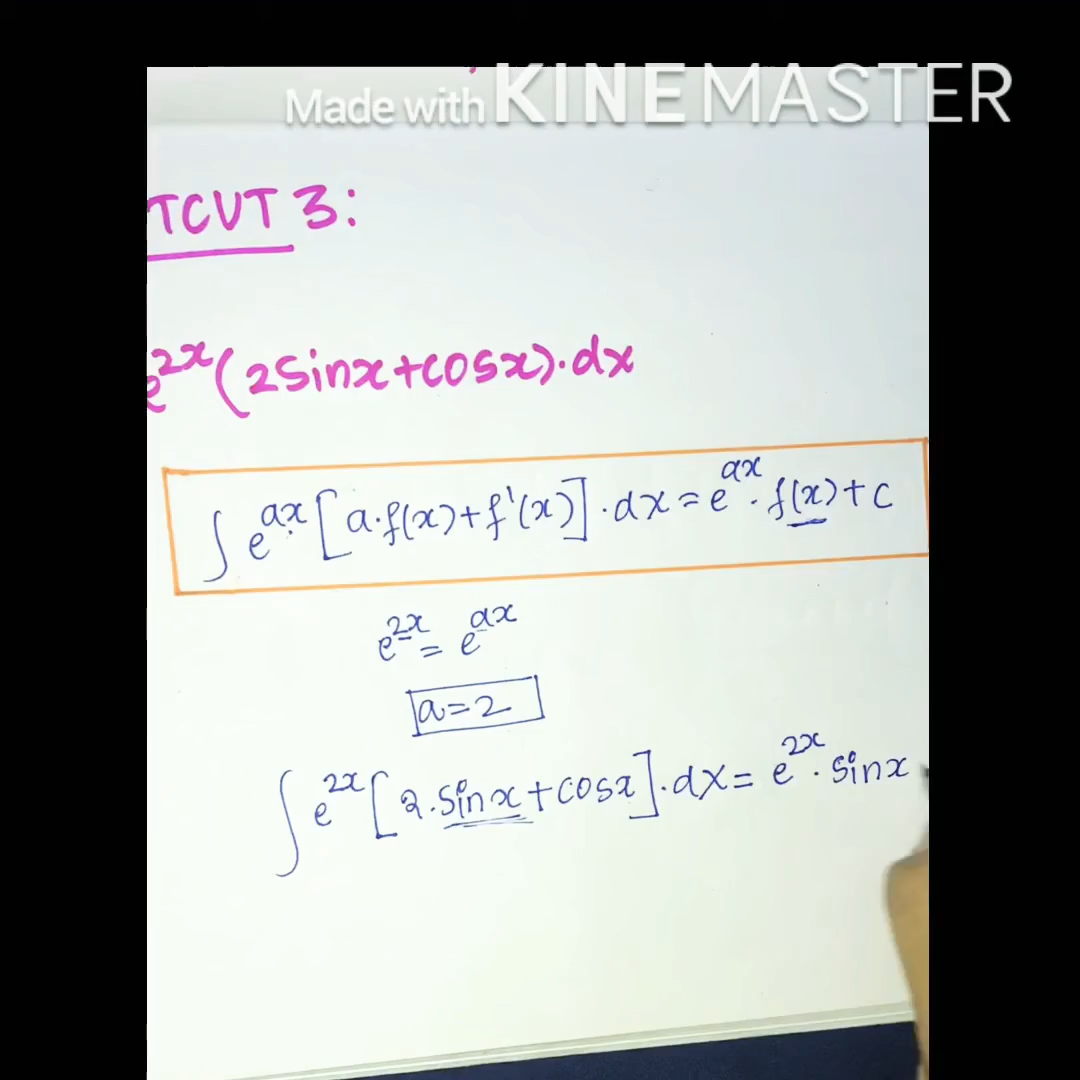 Made with KINEMASTER
TCUT 3:
e^2x(2sinx+cosx).dx
∫e^ax[a.f(x)+f'(x)].dx=e^ax.f(x)+c
e^2x=e^ax
a=2
∫e^2x[2.sinx+cosx].dx=e^2x.sinx